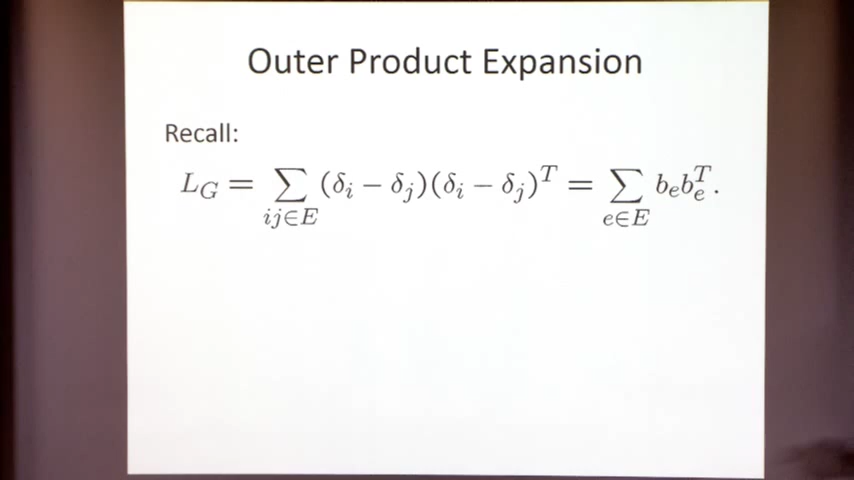 Outer Product Expansion
Recall:
L_G = ∑_{ij∈E} (δ_i − δ_j)(δ_i − δ_j)^T = ∑_{e∈E} b_e b_e^T.